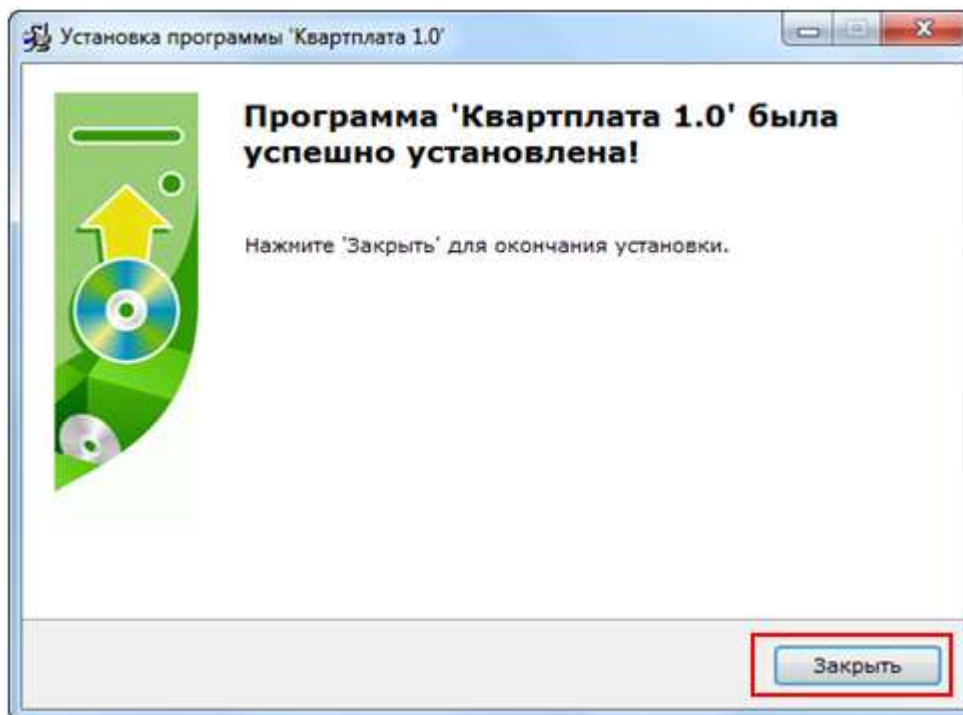 Установка программы 'Квартплата 1.0'
Программа 'Квартплата 1.0' была
успешно установлена!
Нажмите 'Закрыть' для окончания установки.
Закрыть